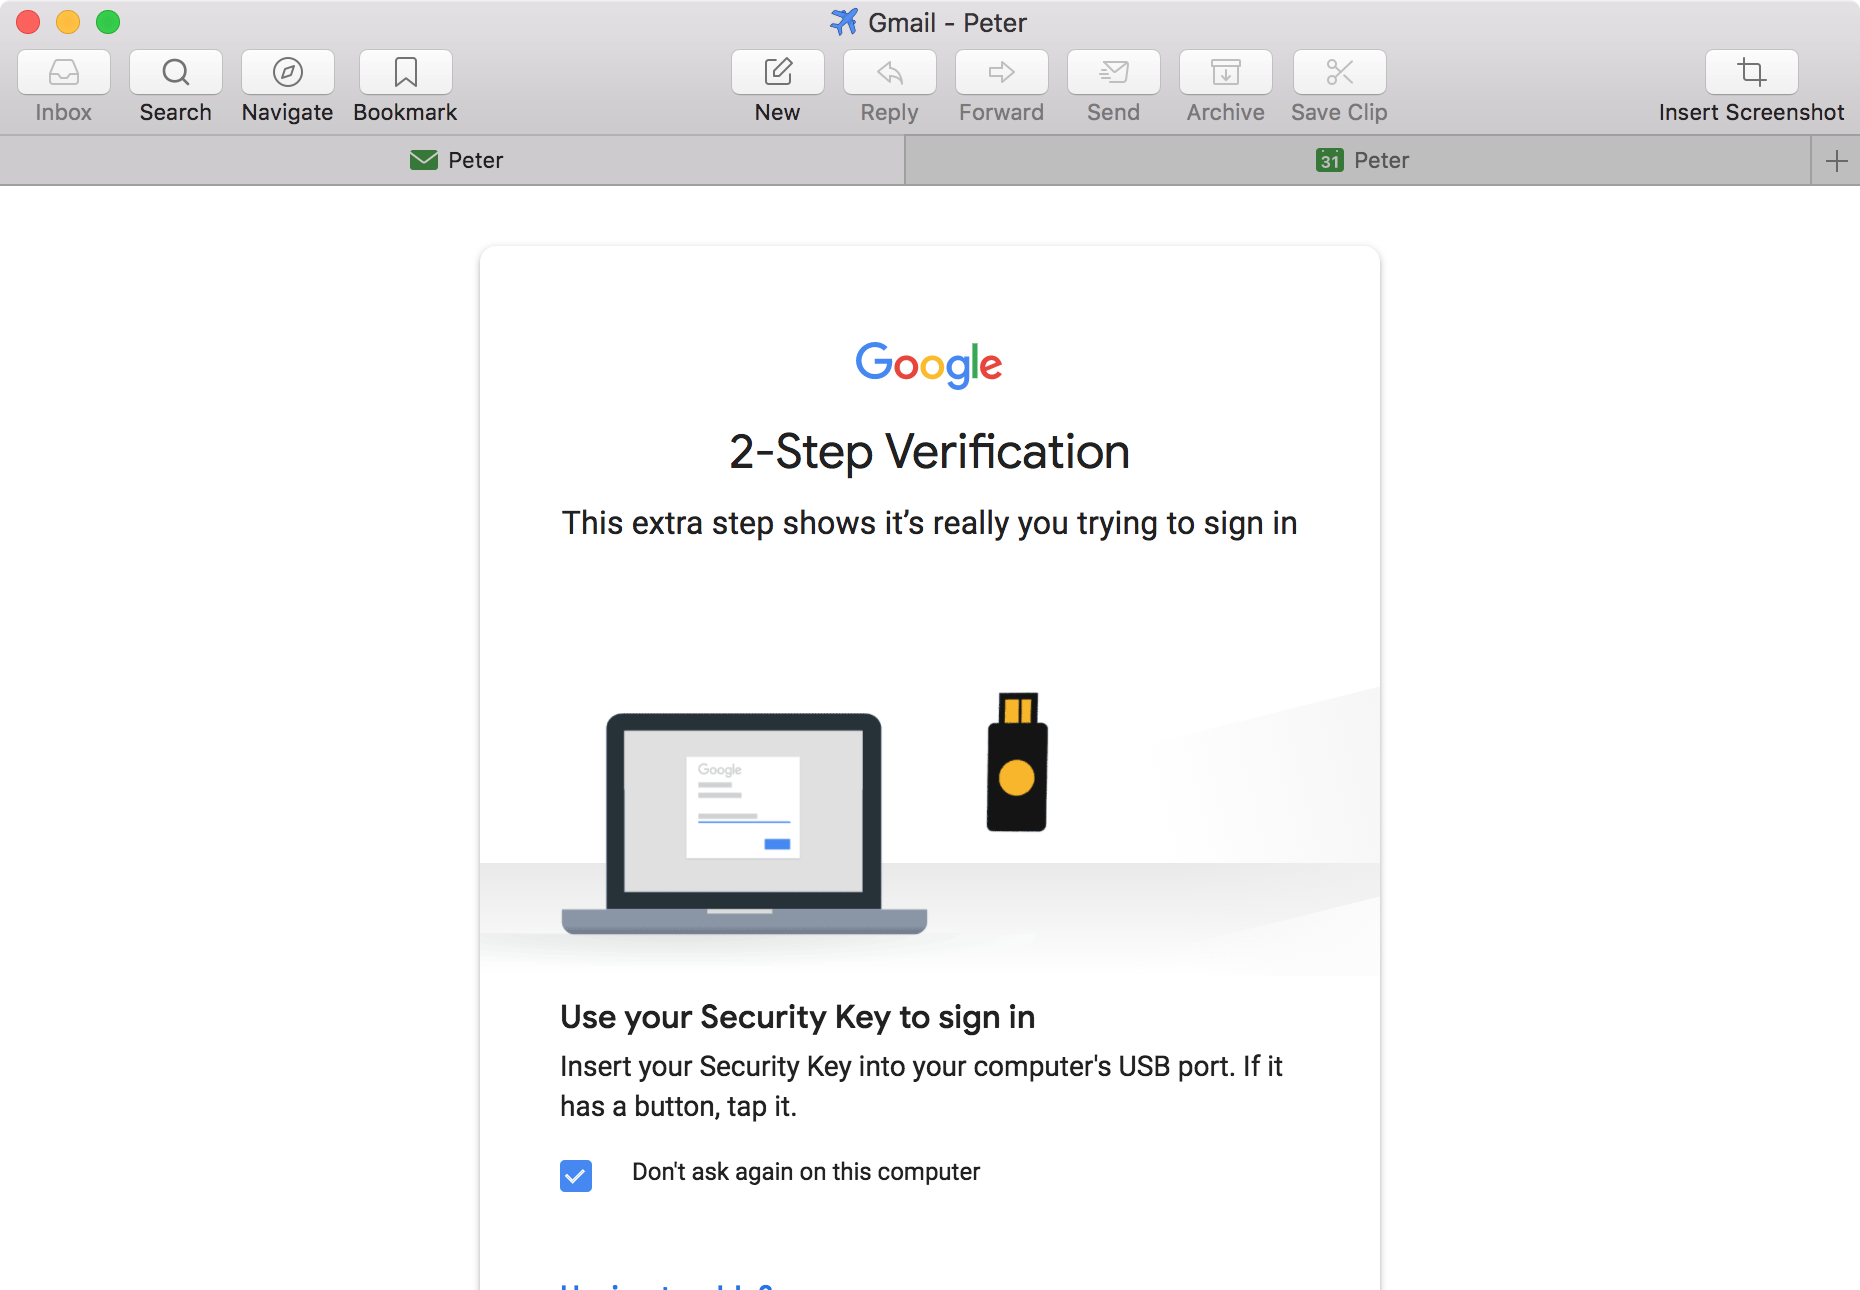 Gmail - Peter
Inbox
Search
Navigate
Bookmark
New
Reply
Forward
Send
Archive
Save Clip
Insert Screenshot
Peter
31 Peter
Google
2-Step Verification
This extra step shows it’s really you trying to sign in
Google
Use your Security Key to sign in
Insert your Security Key into your computer's USB port. If it
has a button, tap it.
Don't ask again on this computer